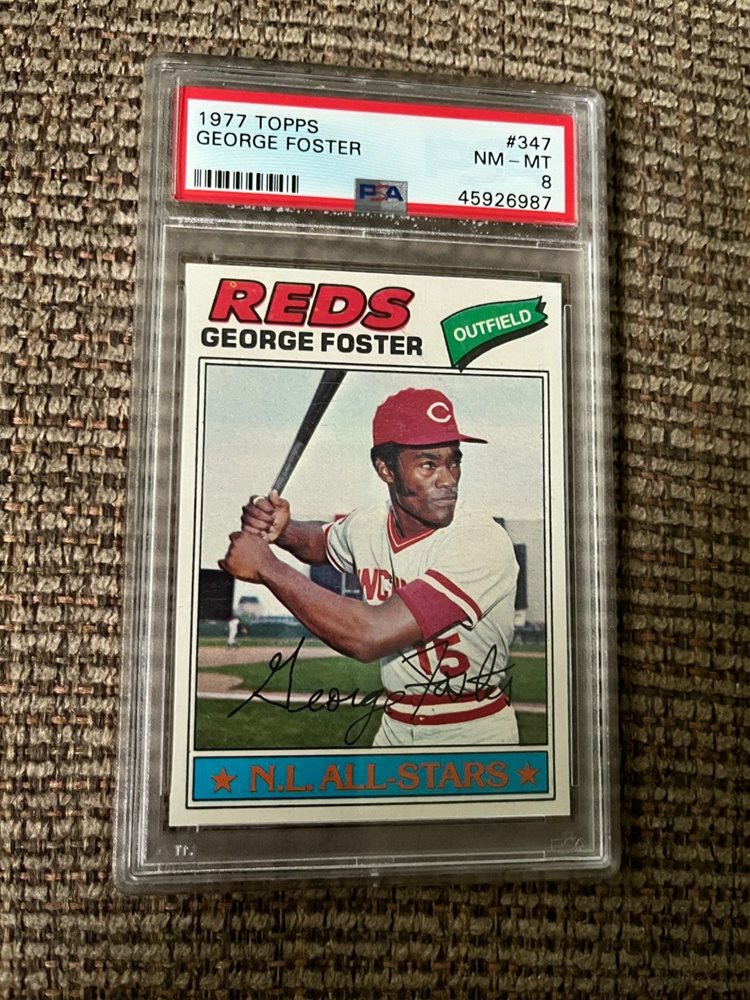 1977 TOPPS
#347
GEORGE FOSTER
NM - MT
8
PSA
45926987
REDS
GEORGE FOSTER
OUTFIELD
C
15
George Foster
★ N.L. ALL-STARS ★
PSA